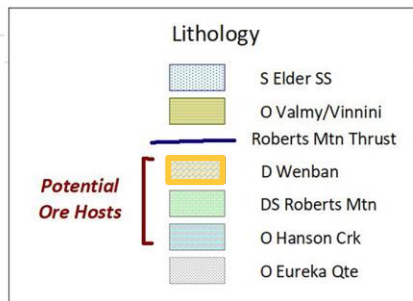 Lithology
S Elder SS
O Valmy/Vinnini
Roberts Mtn Thrust
Potential
Ore Hosts
D Wenban
DS Roberts Mtn
O Hanson Crk
O Eureka Qte